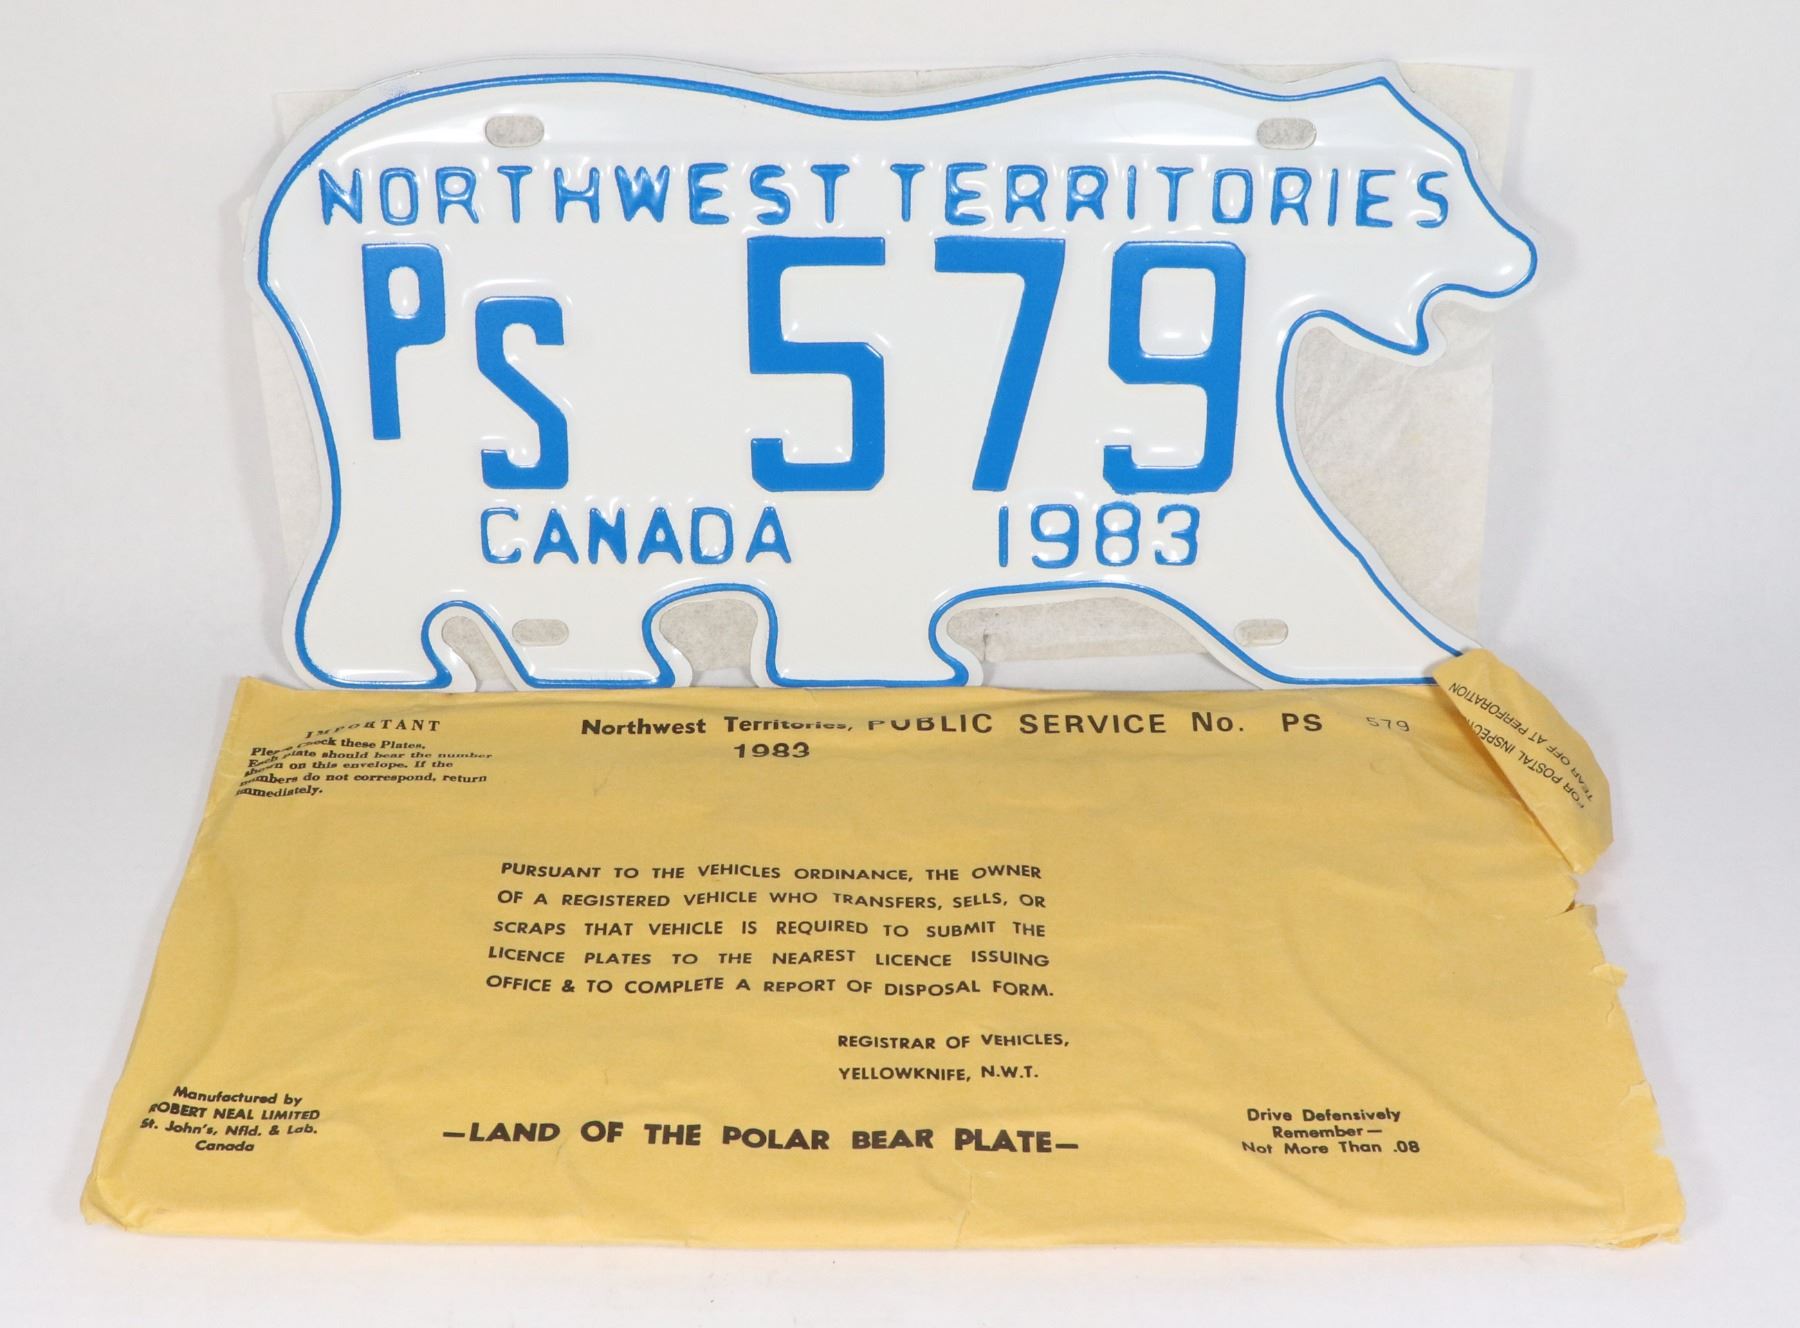 NORTHWEST TERRITORIES
PS 579
CANADA 1983
IMPORTANT
Please check these Plates.
Each plate should bear the number
shown on this envelope. If the
numbers do not correspond, return
immediately.
Northwest Territories, PUBLIC SERVICE No. PS 579
1983
FOR POSTAL INSPECTION
TEAR OFF AT PERFORATION
PURSUANT TO THE VEHICLES ORDINANCE, THE OWNER
OF A REGISTERED VEHICLE WHO TRANSFERS, SELLS, OR
SCRAPS THAT VEHICLE IS REQUIRED TO SUBMIT THE
LICENCE PLATES TO THE NEAREST LICENCE ISSUING
OFFICE & TO COMPLETE A REPORT OF DISPOSAL FORM.
REGISTRAR OF VEHICLES,
YELLOWKNIFE, N.W.T.
Manufactured by
ROBERT NEAL LIMITED
St. John's, Nfld. & Lab.
Canada
—LAND OF THE POLAR BEAR PLATE—
Drive Defensively
Remember—
Not More Than .08